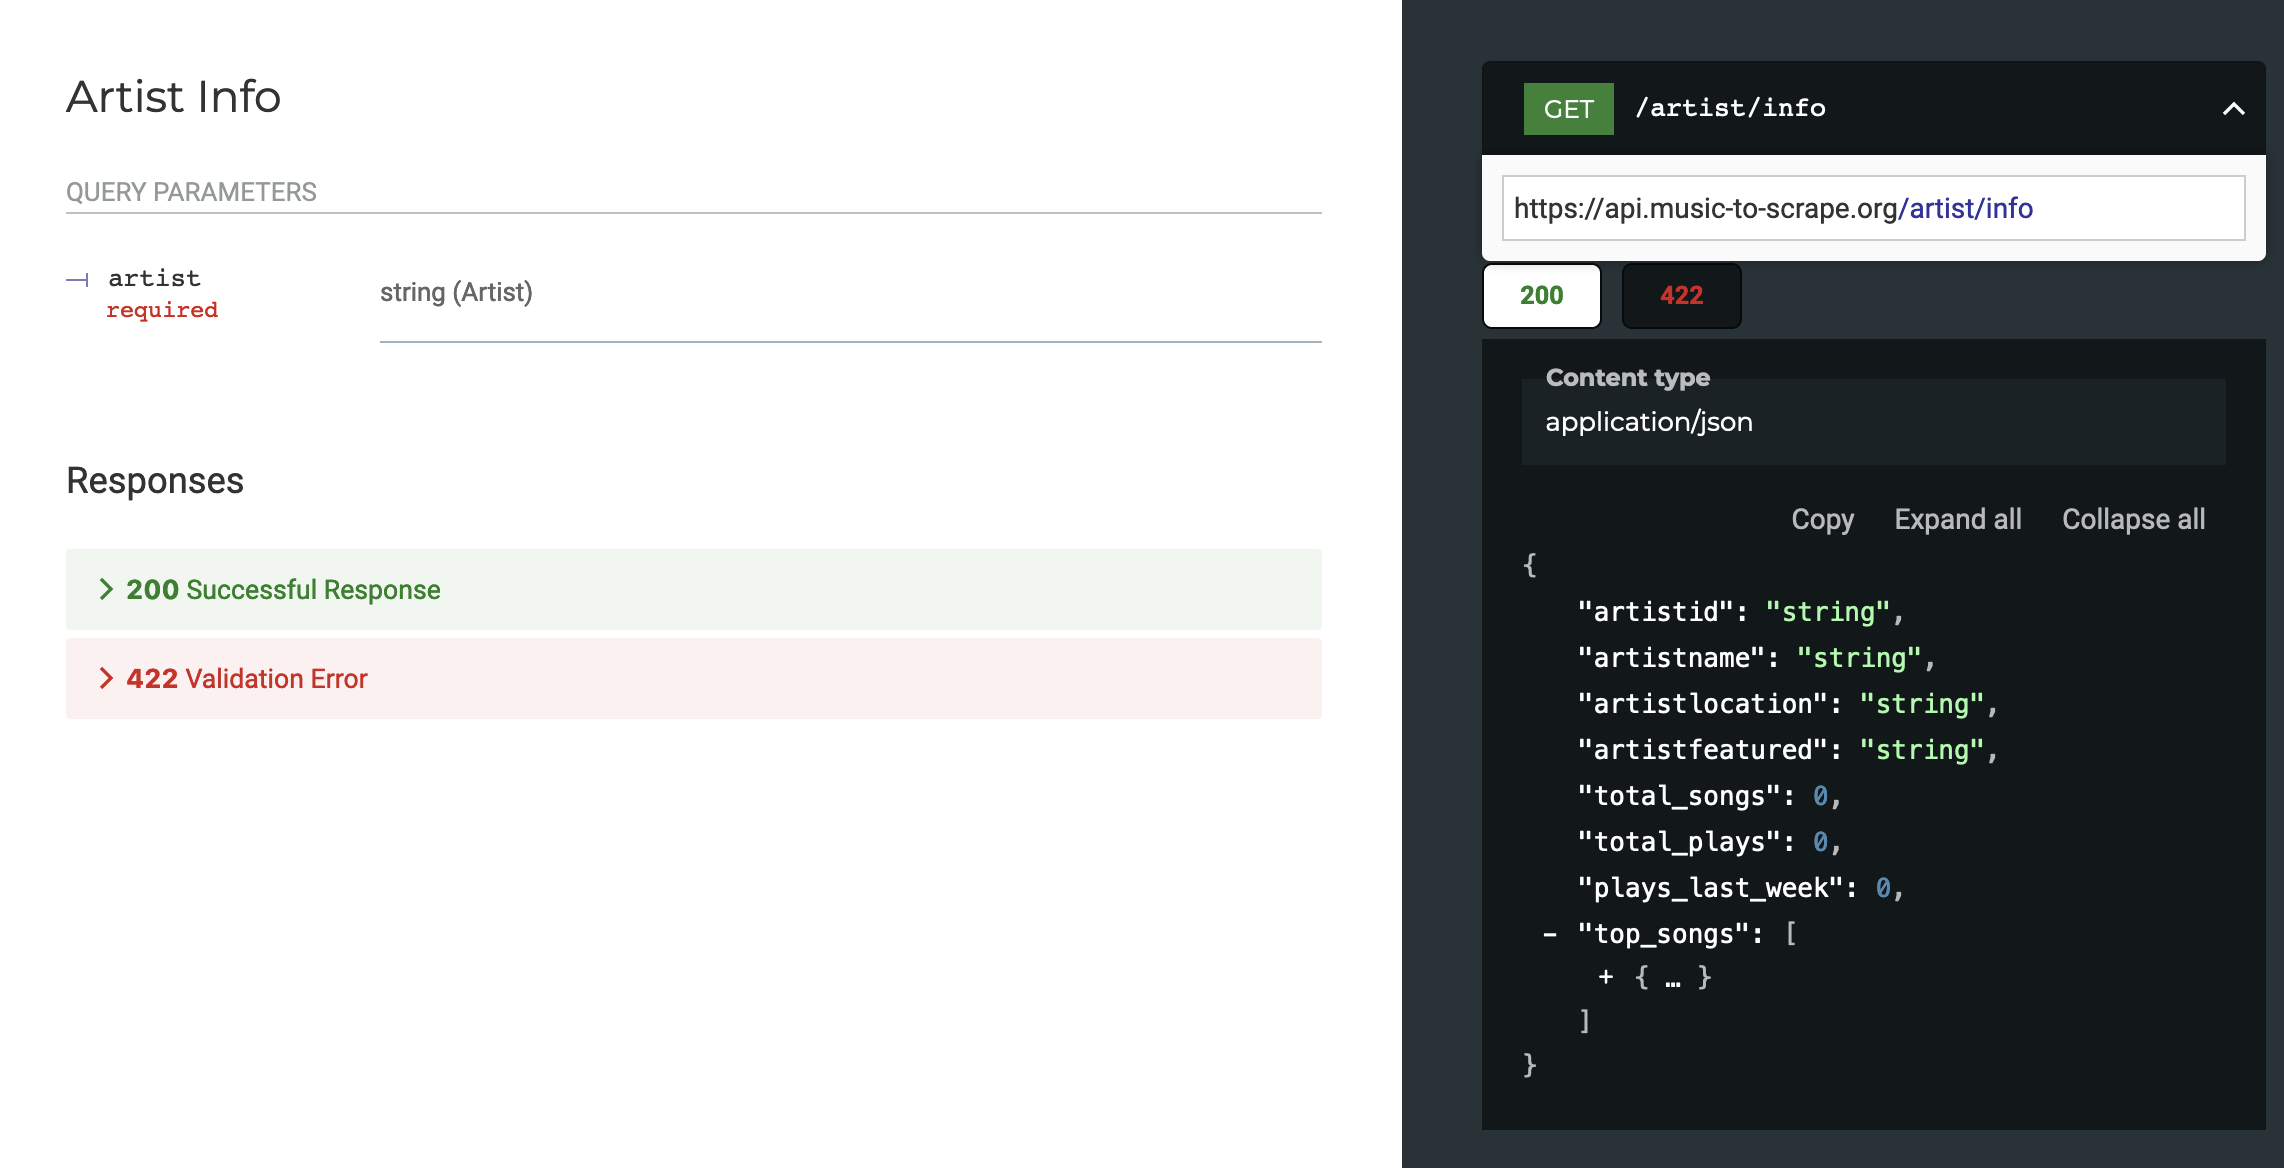 Artist Info
QUERY PARAMETERS
artist
required
string (Artist)
Responses
200 Successful Response
422 Validation Error
GET /artist/info
https://api.music-to-scrape.org/artist/info
200 422
Content type
application/json
Copy Expand all Collapse all
{
"artistid": "string",
"artistname": "string",
"artistlocation": "string",
"artistfeatured": "string",
"total_songs": 0,
"total_plays": 0,
"plays_last_week": 0,
- "top_songs": [
+ { … }
]
}